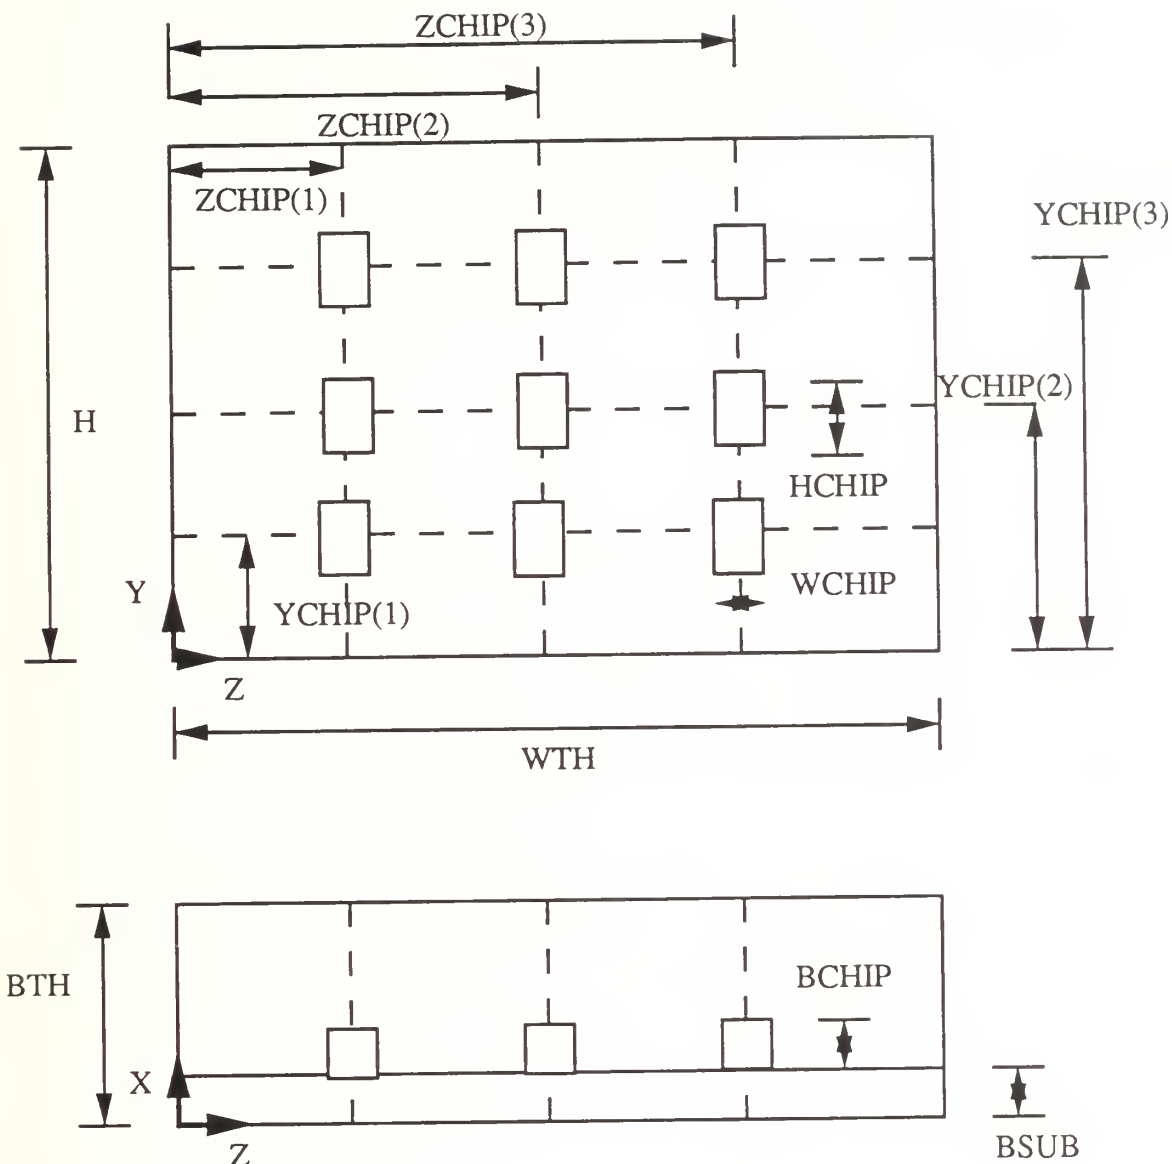 ZCHIP(3)
ZCHIP(2)
ZCHIP(1)
YCHIP(3)
YCHIP(2)
H
HCHIP
WCHIP
Y
YCHIP(1)
Z
WTH
BTH
BCHIP
X
Z
BSUB